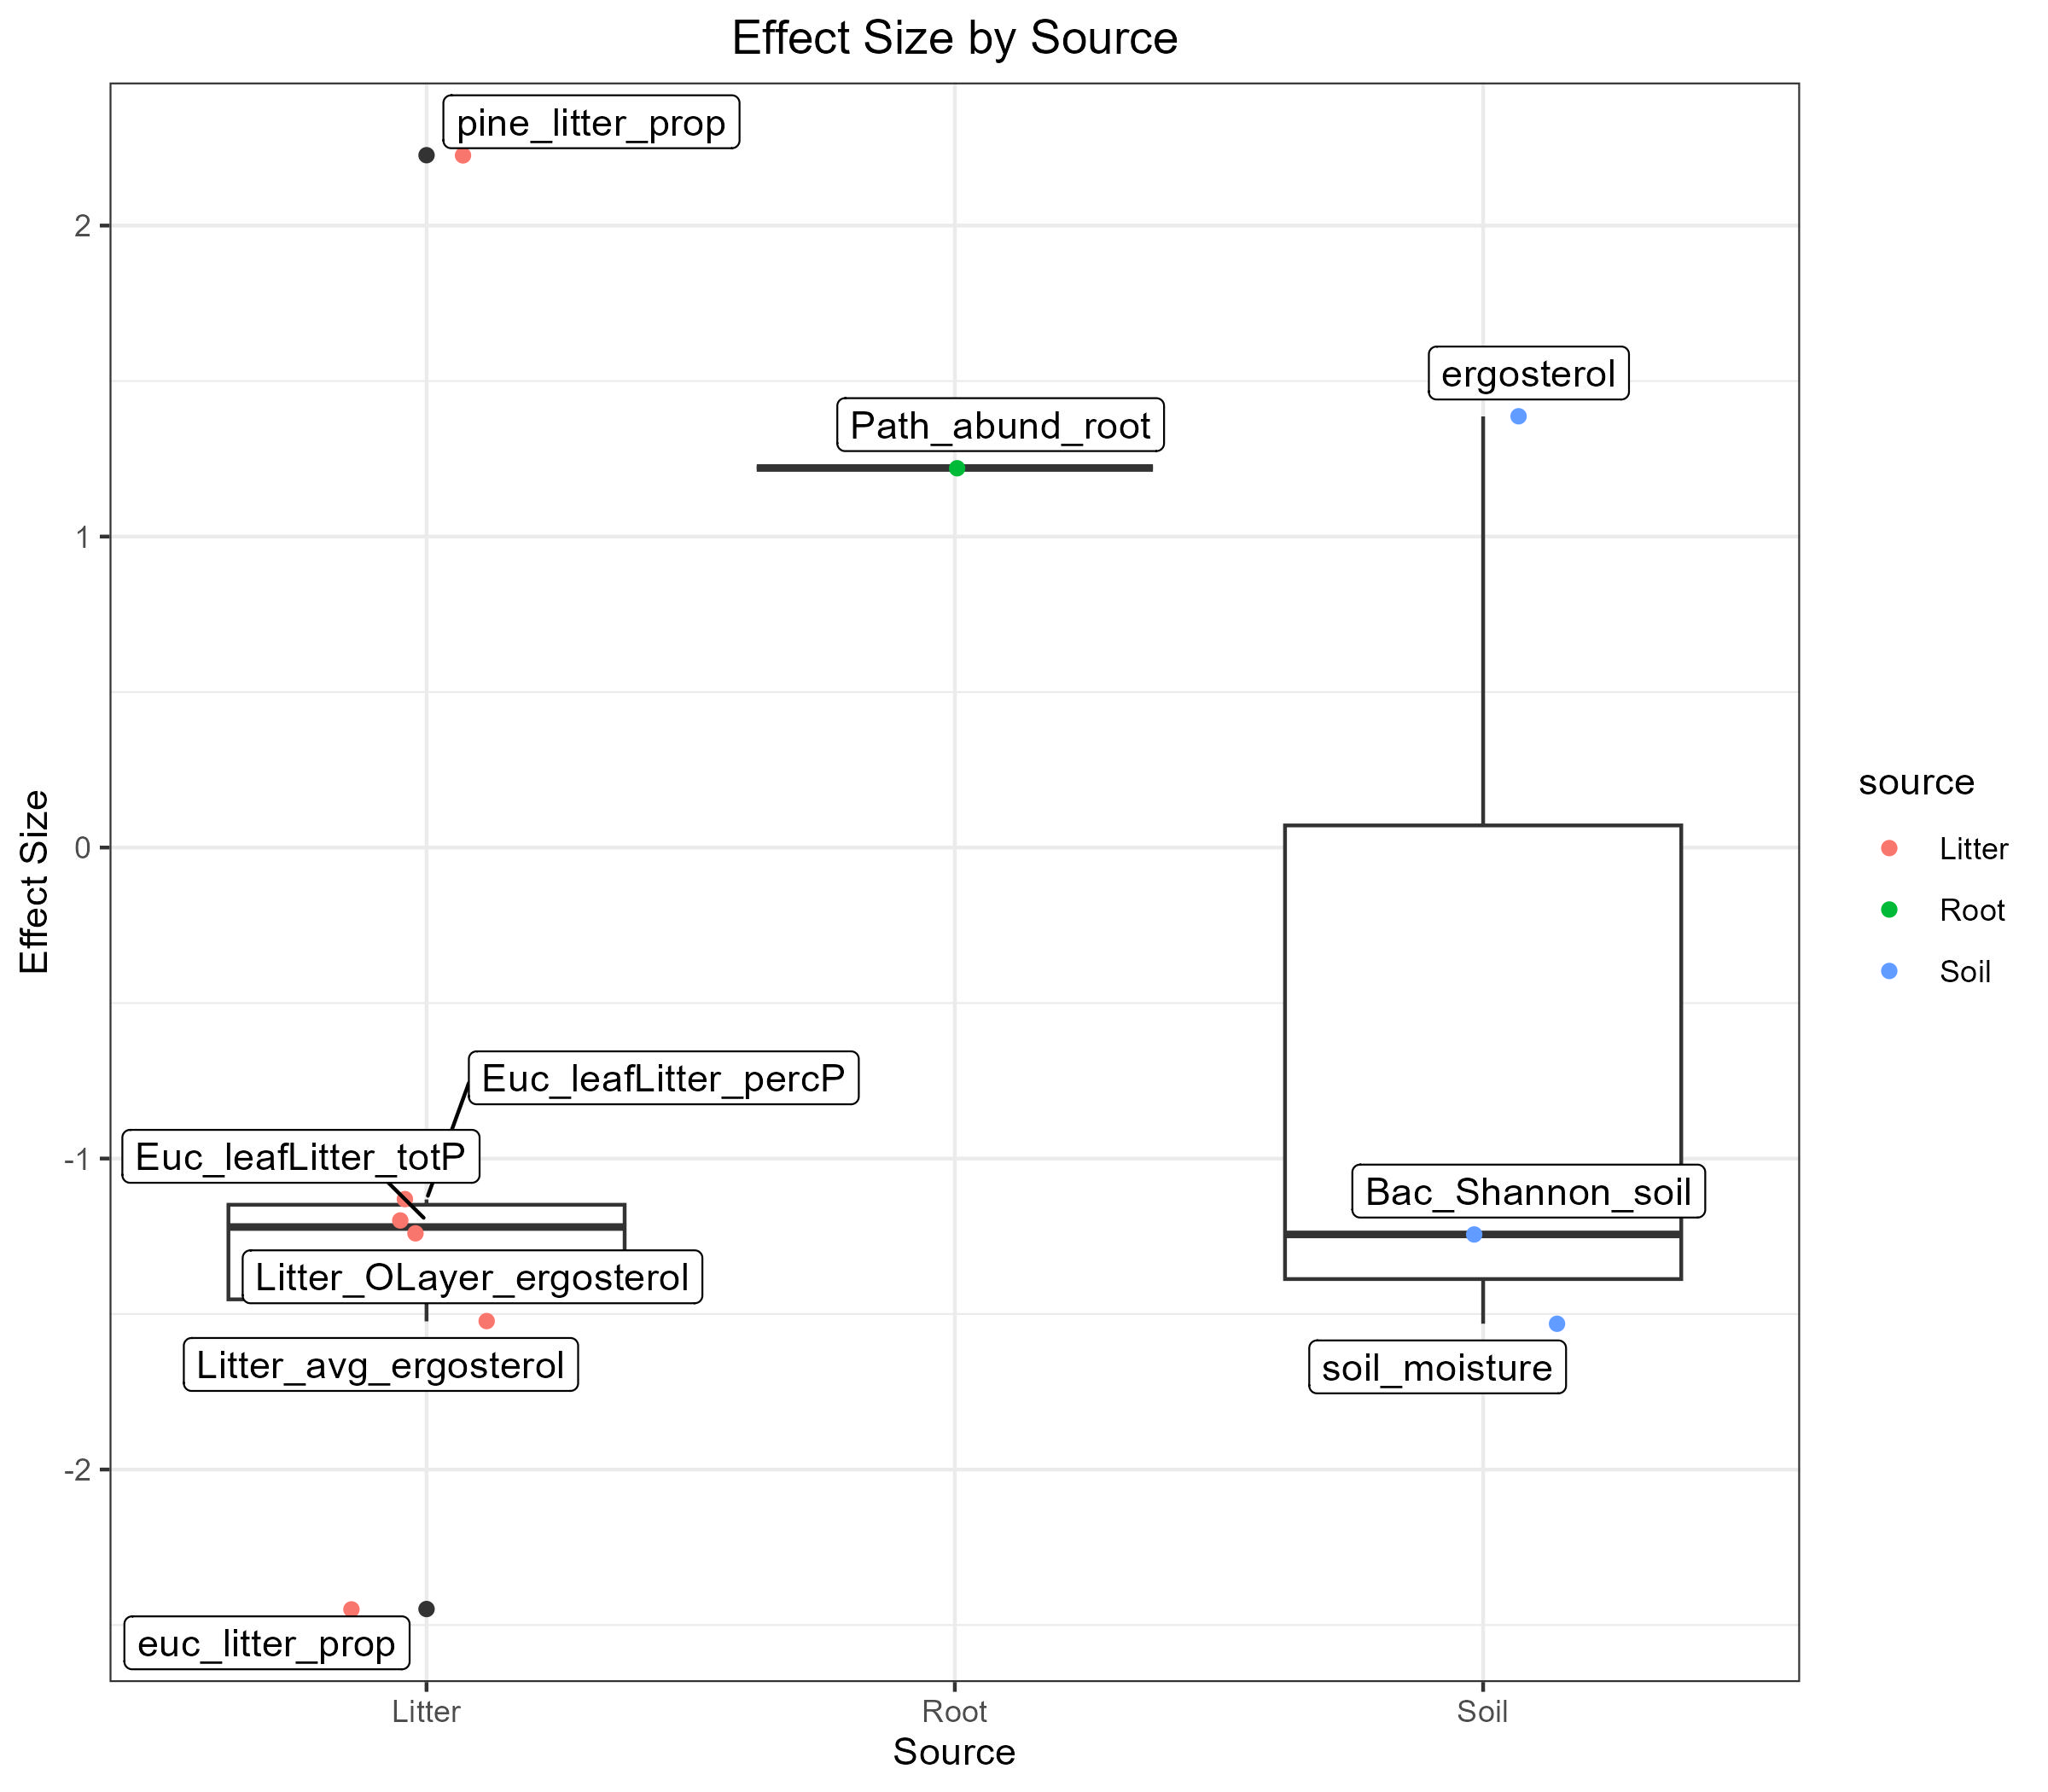 Effect Size by Source
pine_litter_prop
2
ergosterol
Path_abund_root
1
Effect Size
0
source
Litter
Root
Soil
Euc_leafLitter_percP
Euc_leafLitter_totP
-1
Bac_Shannon_soil
Litter_OLayer_ergosterol
Litter_avg_ergosterol
soil_moisture
-2
euc_litter_prop
Litter
Root
Soil
Source